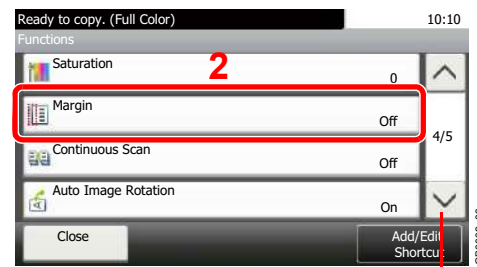 Ready to copy. (Full Color) 10:10
Functions
Saturation 2 0
Margin Off
4/5
Continuous Scan Off
Auto Image Rotation On
Close Add/Edit
Shortcut